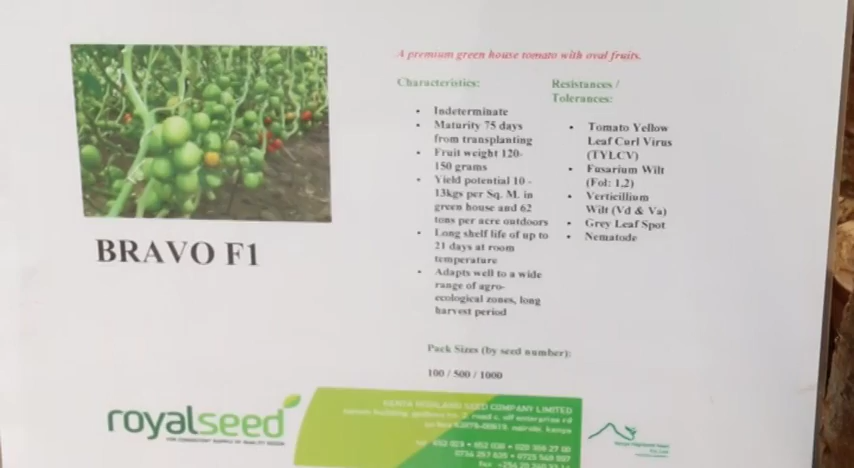 A premium green house tomato with oval fruits.
Characteristics:
• Indeterminate
• Maturity 75 days
from transplanting
• Fruit weight 120-
150 grams
• Yield potential 10 -
13kgs per Sq. M. in
green house and 62
tons per acre outdoors
• Long shelf life of up to
21 days at room
temperature
• Adapts well to a wide
range of agro-
ecological zones, long
harvest period
Resistances /
Tolerances:
• Tomato Yellow
Leaf Curl Virus
(TYLCV)
• Fusarium Wilt
(Fol: 1,2)
• Verticillium
Wilt (Vd & Va)
• Grey Leaf Spot
• Nematode
BRAVO F1
Pack Sizes (by seed number):
100 / 500 / 1000
royalseed
KENYA HIGHLAND SEED COMPANY LIMITED
nairobi, kenya